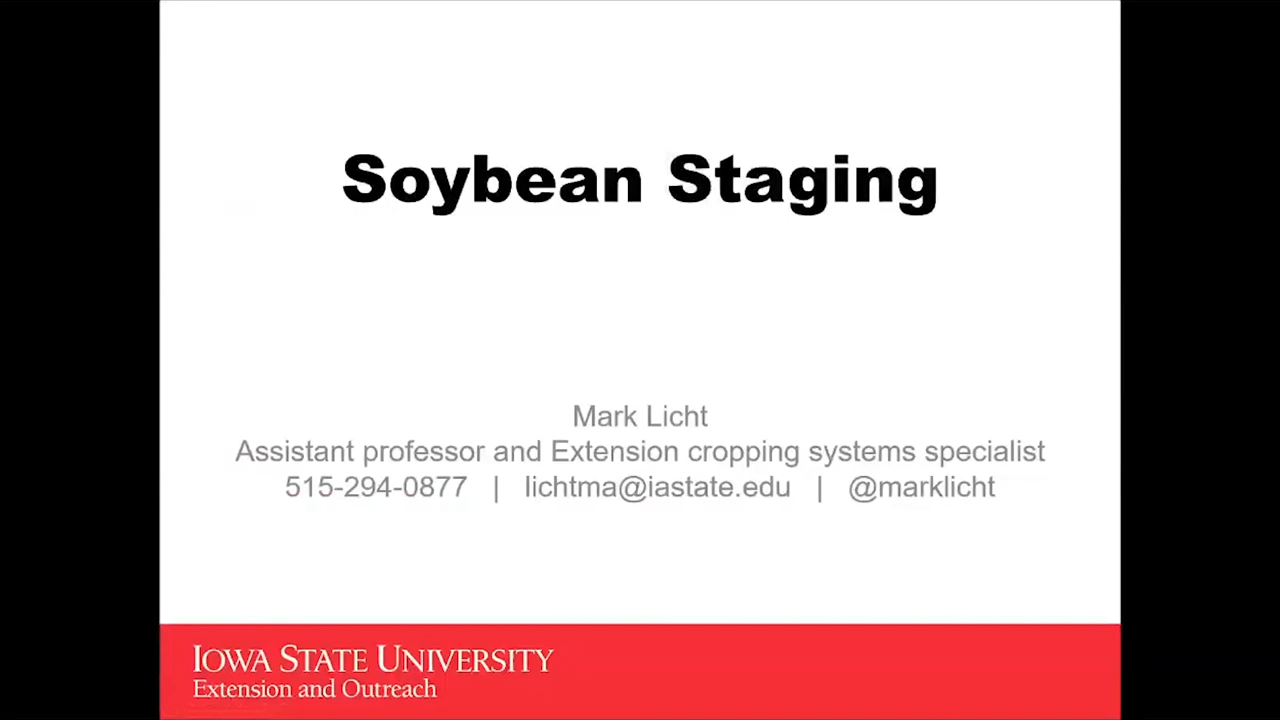 Soybean Staging
Mark Licht
Assistant professor and Extension cropping systems specialist
515-294-0877 | lichtma@iastate.edu | @marklicht
IOWA STATE UNIVERSITY
Extension and Outreach